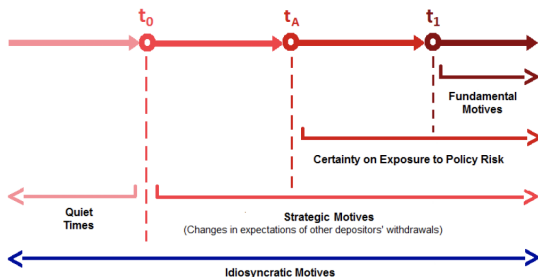 t0 tA t1
Fundamental
Motives
Certainty on Exposure to Policy Risk
Quiet
Times
Strategic Motives
(Changes in expectations of other depositors' withdrawals)
Idiosyncratic Motives